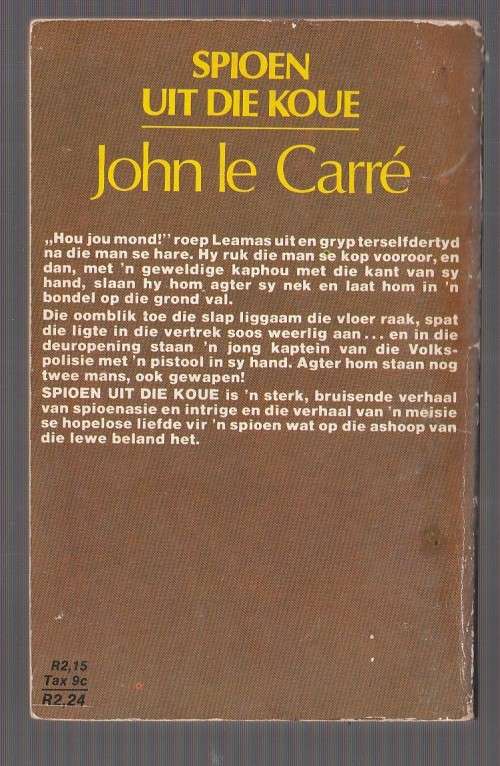 SPIOEN
UIT DIE KOUE
John le Carré
„Hou jou mond!” roep Leamas uit en gryp terselfdertyd
na die man se hare. Hy ruk die man se kop vooroor, en
dan, met 'n geweldige kaphou met die kant van sy
hand, slaan hy hom agter sy nek en laat hom in 'n
bondel op die grond val.
Die oomblik toe die slap liggaam die vloer raak, spat
die ligte in die vertrek soos weerlig aan... en in die
deuropening staan 'n jong kaptein van die Volks-
polisie met 'n pistool in sy hand. Agter hom staan nog
twee mans, ook gewapen!
SPIOEN UIT DIE KOUE is 'n sterk, bruisende verhaal
van spioenasie en intrige en die verhaal van 'n meisie
se hopelose liefde vir 'n spioen wat op die ashoop van
die lewe beland het.
R2,15
Tax 9c
R2,24